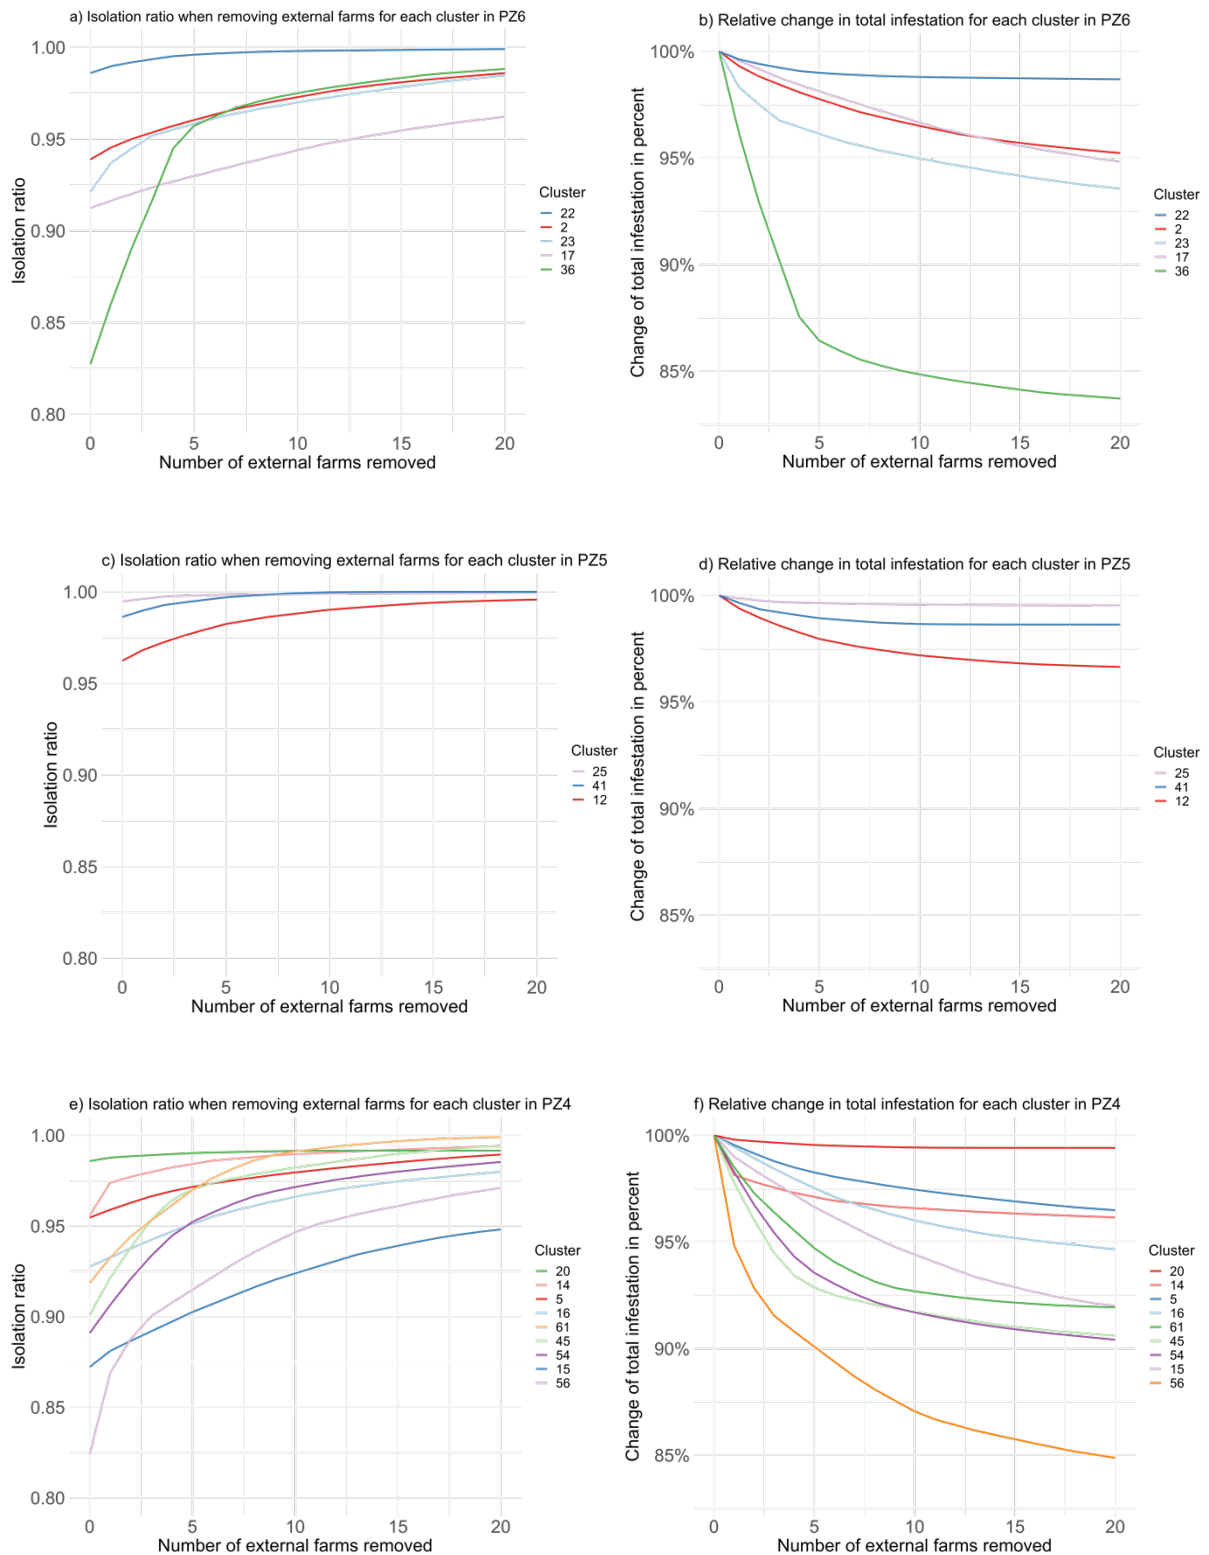 a) Isolation ratio when removing external farms for each cluster in PZ6
1.00
0.95
0.90
0.85
0.80
Isolation ratio
0 5 10 15 20
Number of external farms removed
Cluster
22
2
23
17
36
b) Relative change in total infestation for each cluster in PZ6
100%
95%
90%
85%
Change of total infestation in percent
0 5 10 15 20
Number of external farms removed
Cluster
22
2
23
17
36
c) Isolation ratio when removing external farms for each cluster in PZ5
1.00
0.95
0.90
0.85
0.80
Isolation ratio
0 5 10 15 20
Number of external farms removed
Cluster
25
41
12
d) Relative change in total infestation for each cluster in PZ5
100%
95%
90%
85%
Change of total infestation in percent
0 5 10 15 20
Number of external farms removed
Cluster
25
41
12
e) Isolation ratio when removing external farms for each cluster in PZ4
1.00
0.95
0.90
0.85
0.80
Isolation ratio
0 5 10 15 20
Number of external farms removed
Cluster
20
14
5
16
61
45
54
15
56
f) Relative change in total infestation for each cluster in PZ4
100%
95%
90%
85%
Change of total infestation in percent
0 5 10 15 20
Number of external farms removed
Cluster
20
14
5
16
61
45
54
15
56